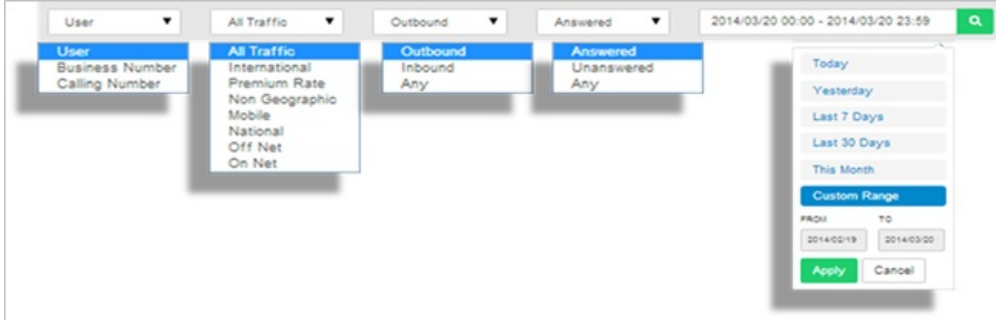 User All Traffic Outbound Answered 2014/03/20 00:00 - 2014/03/20 23:59
User
Business Number
Calling Number
All Traffic
International
Premium Rate
Non Geographic
Mobile
National
Off Net
On Net
Outbound
Inbound
Any
Answered
Unanswered
Any
Today
Yesterday
Last 7 Days
Last 30 Days
This Month
Custom Range
FROM TO
2014/02/19 2014/03/20
Apply Cancel